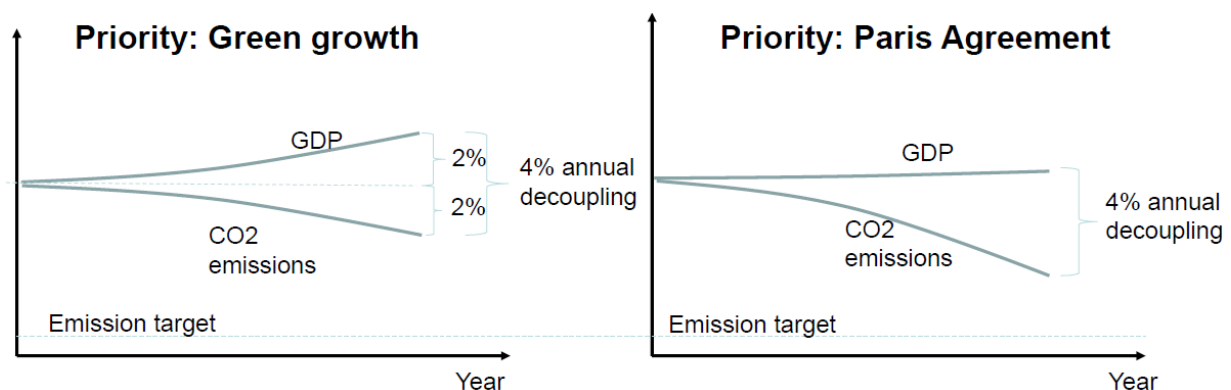 Priority: Green growth
GDP
2%
2%
4% annual
decoupling
CO2
emissions
Emission target
Year
Priority: Paris Agreement
GDP
4% annual
decoupling
CO2
emissions
Emission target
Year